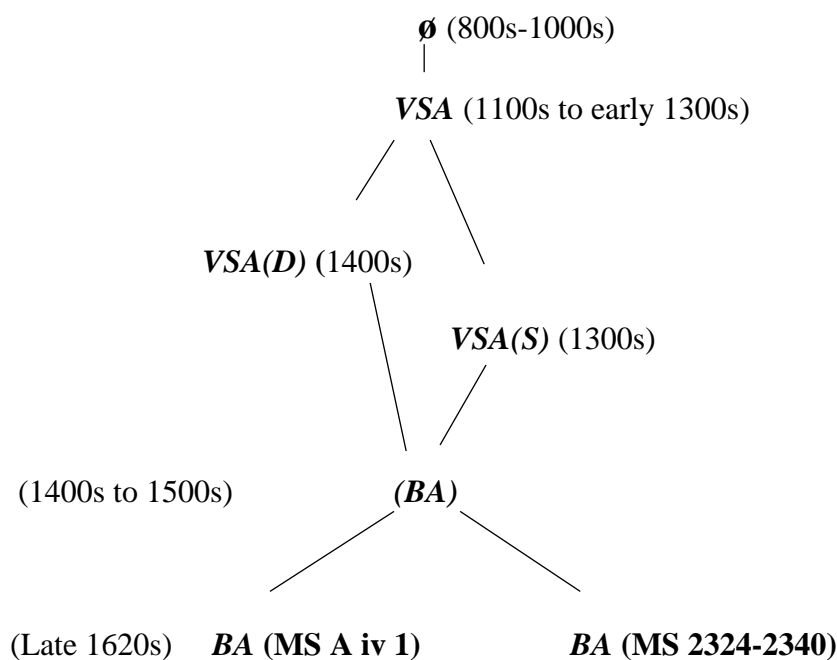 ø (800s-1000s)
VSA (1100s to early 1300s)
VSA(D) (1400s)
VSA(S) (1300s)
(1400s to 1500s) (BA)
(Late 1620s) BA (MS A iv 1) BA (MS 2324-2340)